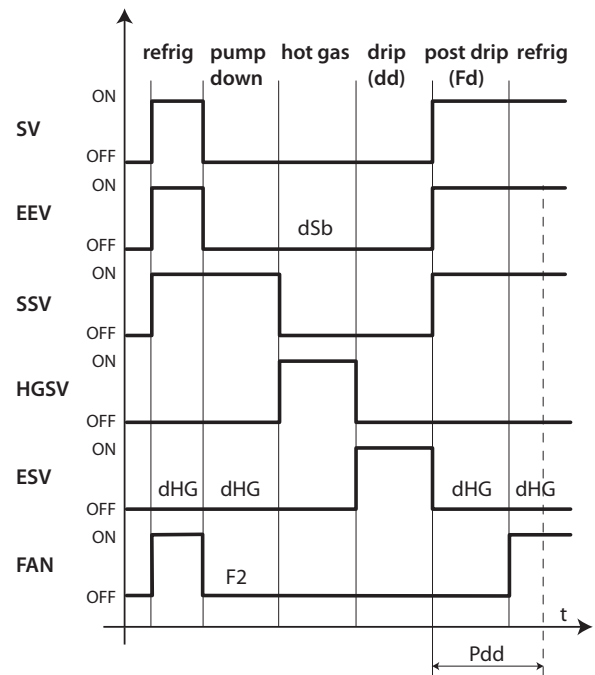 refrig pump hot gas drip post drip refrig
down (dd) (Fd)
ON
SV
OFF
ON
EEV
dSb
OFF
ON
SSV
OFF
ON
HGSV
OFF
ON
ESV
dHG dHG dHG dHG
OFF
ON
FAN
F2
OFF
t
Pdd